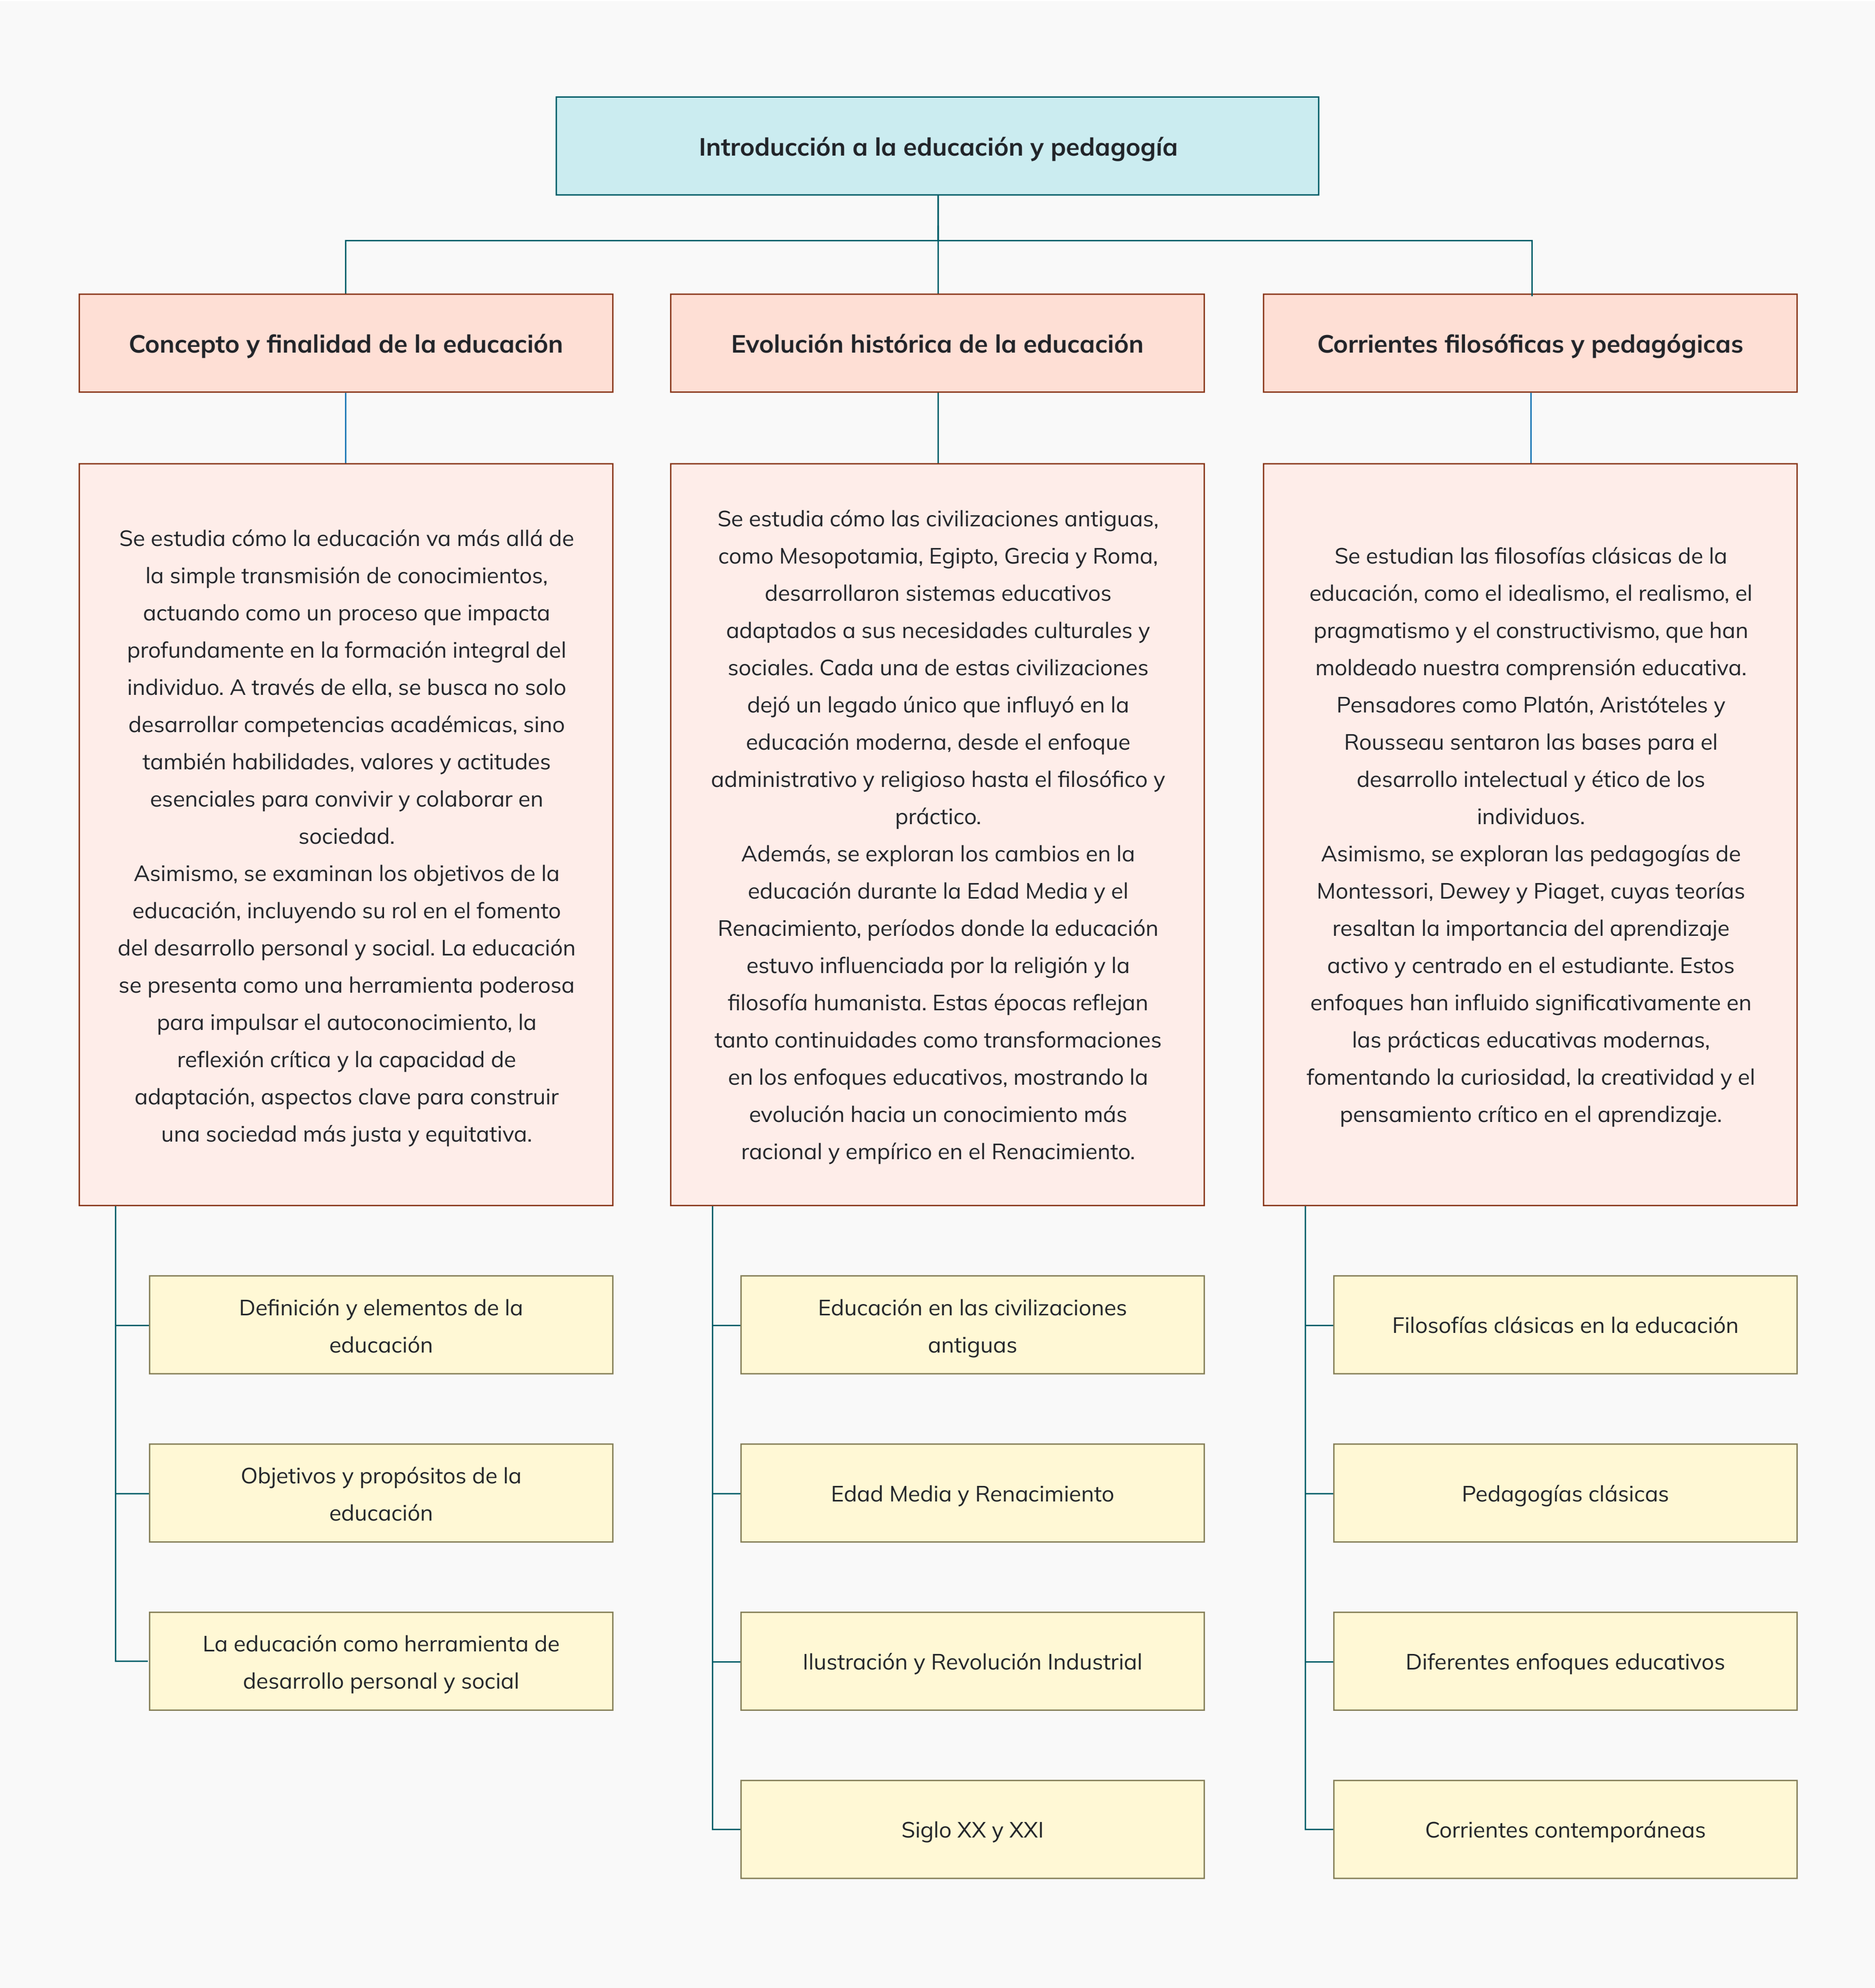 Introducción a la educación y pedagogía
Concepto y finalidad de la educación
Se estudia cómo la educación va más allá de
la simple transmisión de conocimientos,
actuando como un proceso que impacta
profundamente en la formación integral del
individuo. A través de ella, se busca no solo
desarrollar competencias académicas, sino
también habilidades, valores y actitudes
esenciales para convivir y colaborar en
sociedad.
Asimismo, se examinan los objetivos de la
educación, incluyendo su rol en el fomento
del desarrollo personal y social. La educación
se presenta como una herramienta poderosa
para impulsar el autoconocimiento, la
reflexión crítica y la capacidad de
adaptación, aspectos clave para construir
una sociedad más justa y equitativa.
Definición y elementos de la
educación
Objetivos y propósitos de la
educación
La educación como herramienta de
desarrollo personal y social
Evolución histórica de la educación
Se estudia cómo las civilizaciones antiguas,
como Mesopotamia, Egipto, Grecia y Roma,
desarrollaron sistemas educativos
adaptados a sus necesidades culturales y
sociales. Cada una de estas civilizaciones
dejó un legado único que influyó en la
educación moderna, desde el enfoque
administrativo y religioso hasta el filosófico y
práctico.
Además, se exploran los cambios en la
educación durante la Edad Media y el
Renacimiento, períodos donde la educación
estuvo influenciada por la religión y la
filosofía humanista. Estas épocas reflejan
tanto continuidades como transformaciones
en los enfoques educativos, mostrando la
evolución hacia un conocimiento más
racional y empírico en el Renacimiento.
Educación en las civilizaciones
antiguas
Edad Media y Renacimiento
Ilustración y Revolución Industrial
Siglo XX y XXI
Corrientes filosóficas y pedagógicas
Se estudian las filosofías clásicas de la
educación, como el idealismo, el realismo, el
pragmatismo y el constructivismo, que han
moldeado nuestra comprensión educativa.
Pensadores como Platón, Aristóteles y
Rousseau sentaron las bases para el
desarrollo intelectual y ético de los
individuos.
Asimismo, se exploran las pedagogías de
Montessori, Dewey y Piaget, cuyas teorías
resaltan la importancia del aprendizaje
activo y centrado en el estudiante. Estos
enfoques han influido significativamente en
las prácticas educativas modernas,
fomentando la curiosidad, la creatividad y el
pensamiento crítico en el aprendizaje.
Filosofías clásicas en la educación
Pedagogías clásicas
Diferentes enfoques educativos
Corrientes contemporáneas